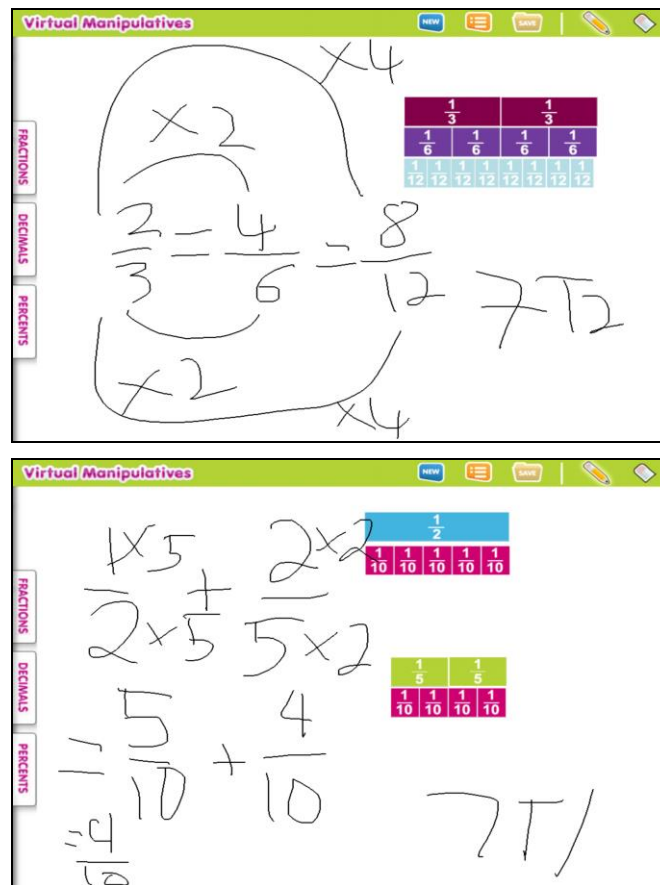 Virtual Manipulatives NEW SAVE
×4
×2
1/3 1/3
1/6 1/6 1/6 1/6
1/12 1/12 1/12 1/12 1/12 1/12 1/12 1/12
FRACTIONS
DECIMALS
PERCENTS
2/3 = 4/6 = 8/12
7T2
×2
×4
Virtual Manipulatives NEW SAVE
1/2
1/10 1/10 1/10 1/10 1/10
1×5/2×5 + 2×2/5×2
1/5 1/5
1/10 1/10 1/10 1/10
FRACTIONS
DECIMALS
PERCENTS
= 5/10 + 4/10
7T1